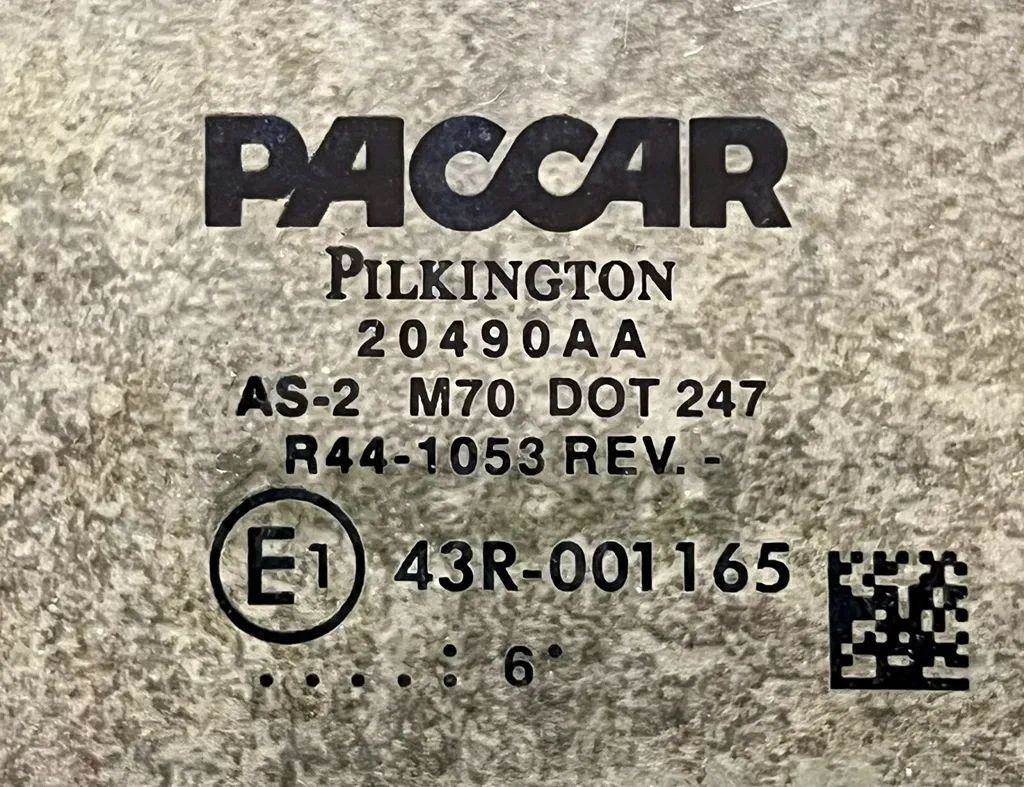 PACCAR
PILKINGTON
20490AA
AS-2 M70 DOT 247
R44-1053 REV. -
E1 43R-001165
. . . . : 6˙